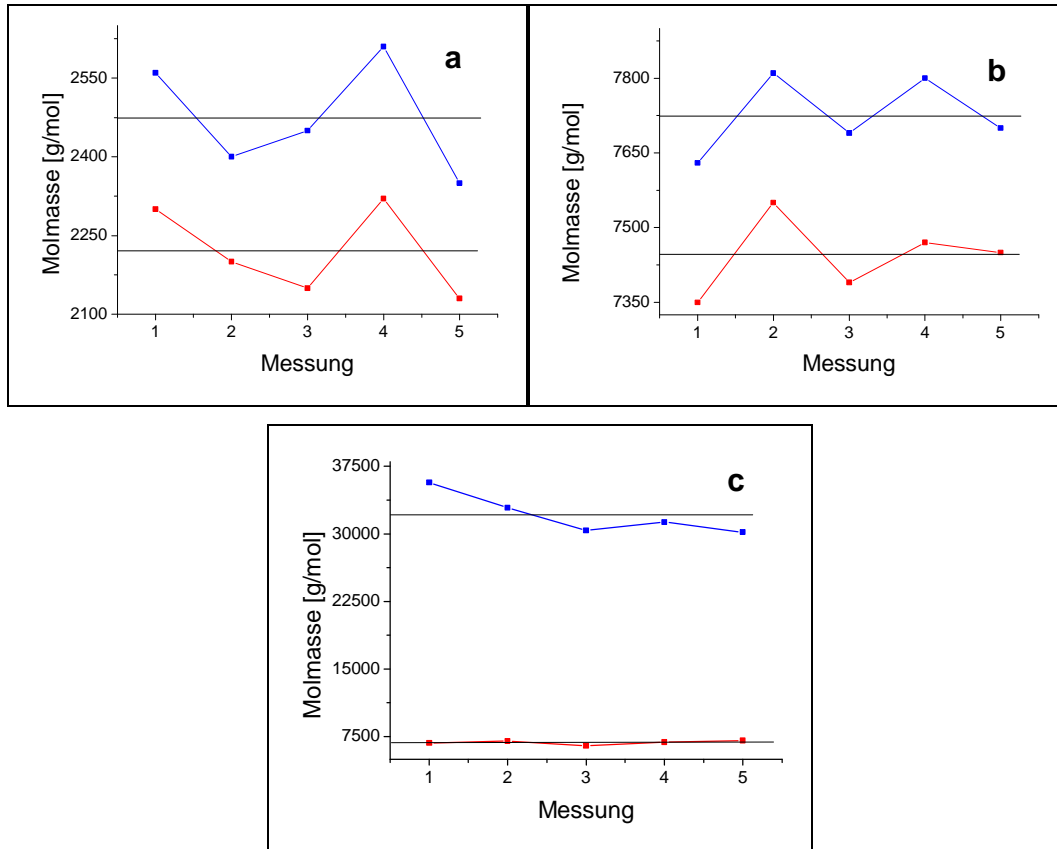 a
Molmasse [g/mol]
2550
2400
2250
2100
1 2 3 4 5
Messung
b
Molmasse [g/mol]
7800
7650
7500
7350
1 2 3 4 5
Messung
c
Molmasse [g/mol]
37500
30000
22500
15000
7500
1 2 3 4 5
Messung